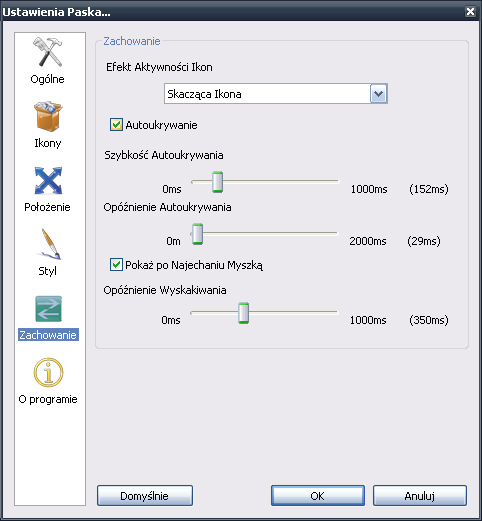 Ustawienia Paska...
Ogólne
Ikony
Położenie
Styl
Zachowanie
O programie
Zachowanie
Efekt Aktywności Ikon
Skacząca Ikona
Autoukrywanie
Szybkość Autoukrywania
0ms 1000ms (152ms)
Opóźnienie Autoukrywania
0m 2000ms (29ms)
Pokaż po Najechaniu Myszką
Opóźnienie Wyskakiwania
0ms 1000ms (350ms)
Domyślnie OK Anuluj